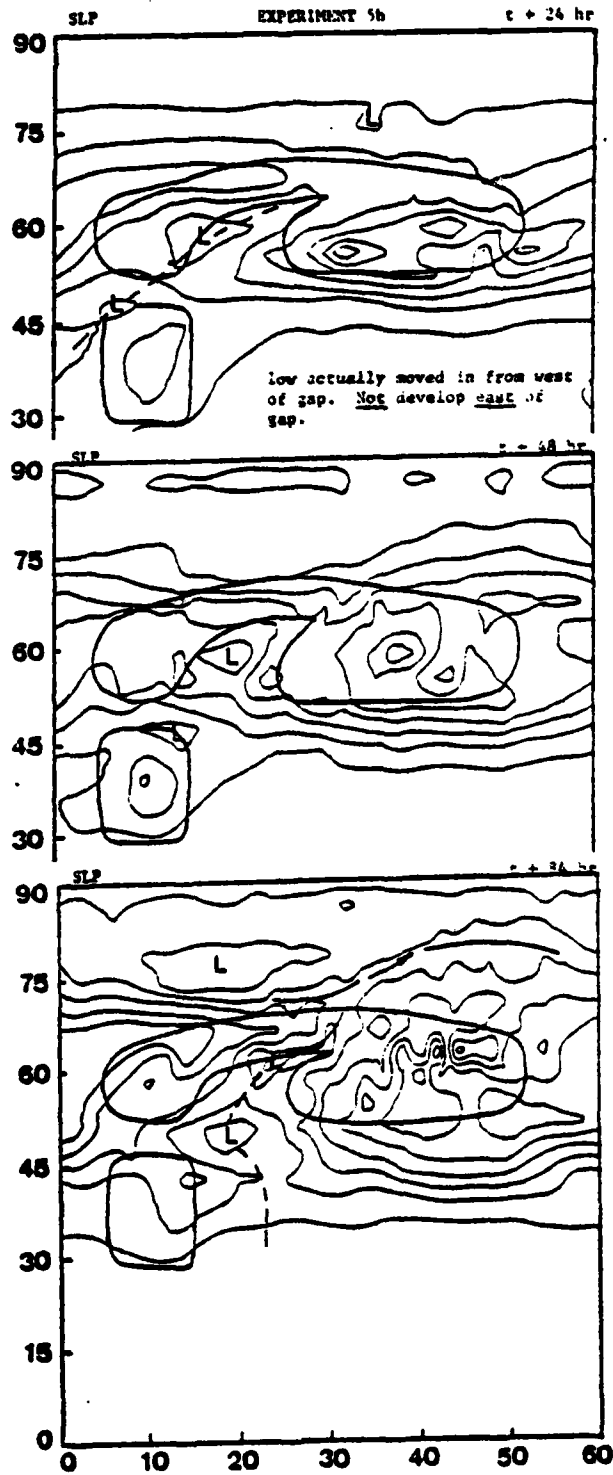 SLP EXPERIMENT 5b t + 24 hr
90
75
L
60
L
L
45
low actually moved in from west
of gap. Not develop east of
gap.
30
SLP t + 48 hr
90
75
60
L
L
45
30
SLP
90
L
75
60
L
45
30
15
0
0 10 20 30 40 50 60